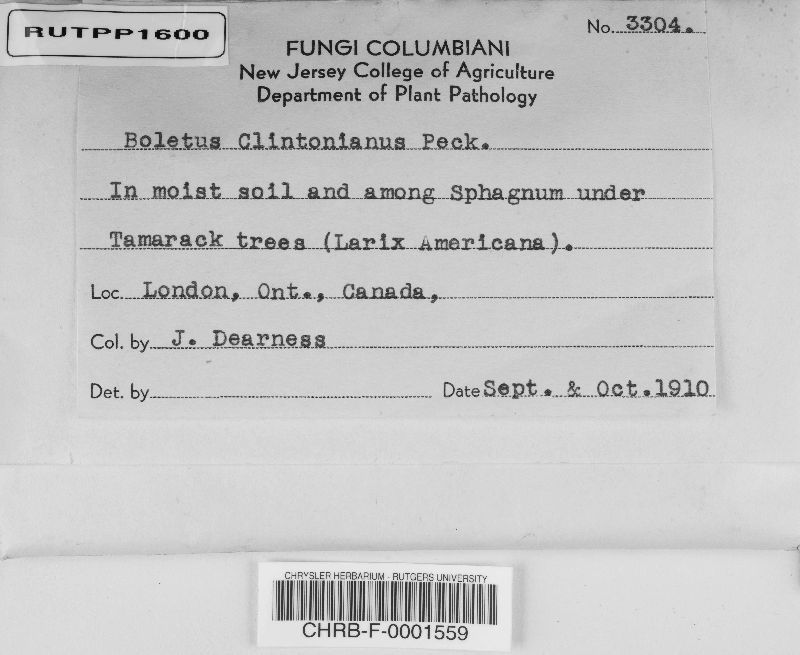 RUTPP1600
No. 3304.
FUNGI COLUMBIANI
New Jersey College of Agriculture
Department of Plant Pathology
Boletus Clintonianus Peck.
In moist soil and among Sphagnum under
Tamarack trees (Larix Americana).
Loc. London, Ont., Canada,
Col. by J. Dearness
Det. by
Date Sept. & Oct. 1910
CHRYSLER HERBARIUM - RUTGERS UNIVERSITY
CHRB-F-0001559